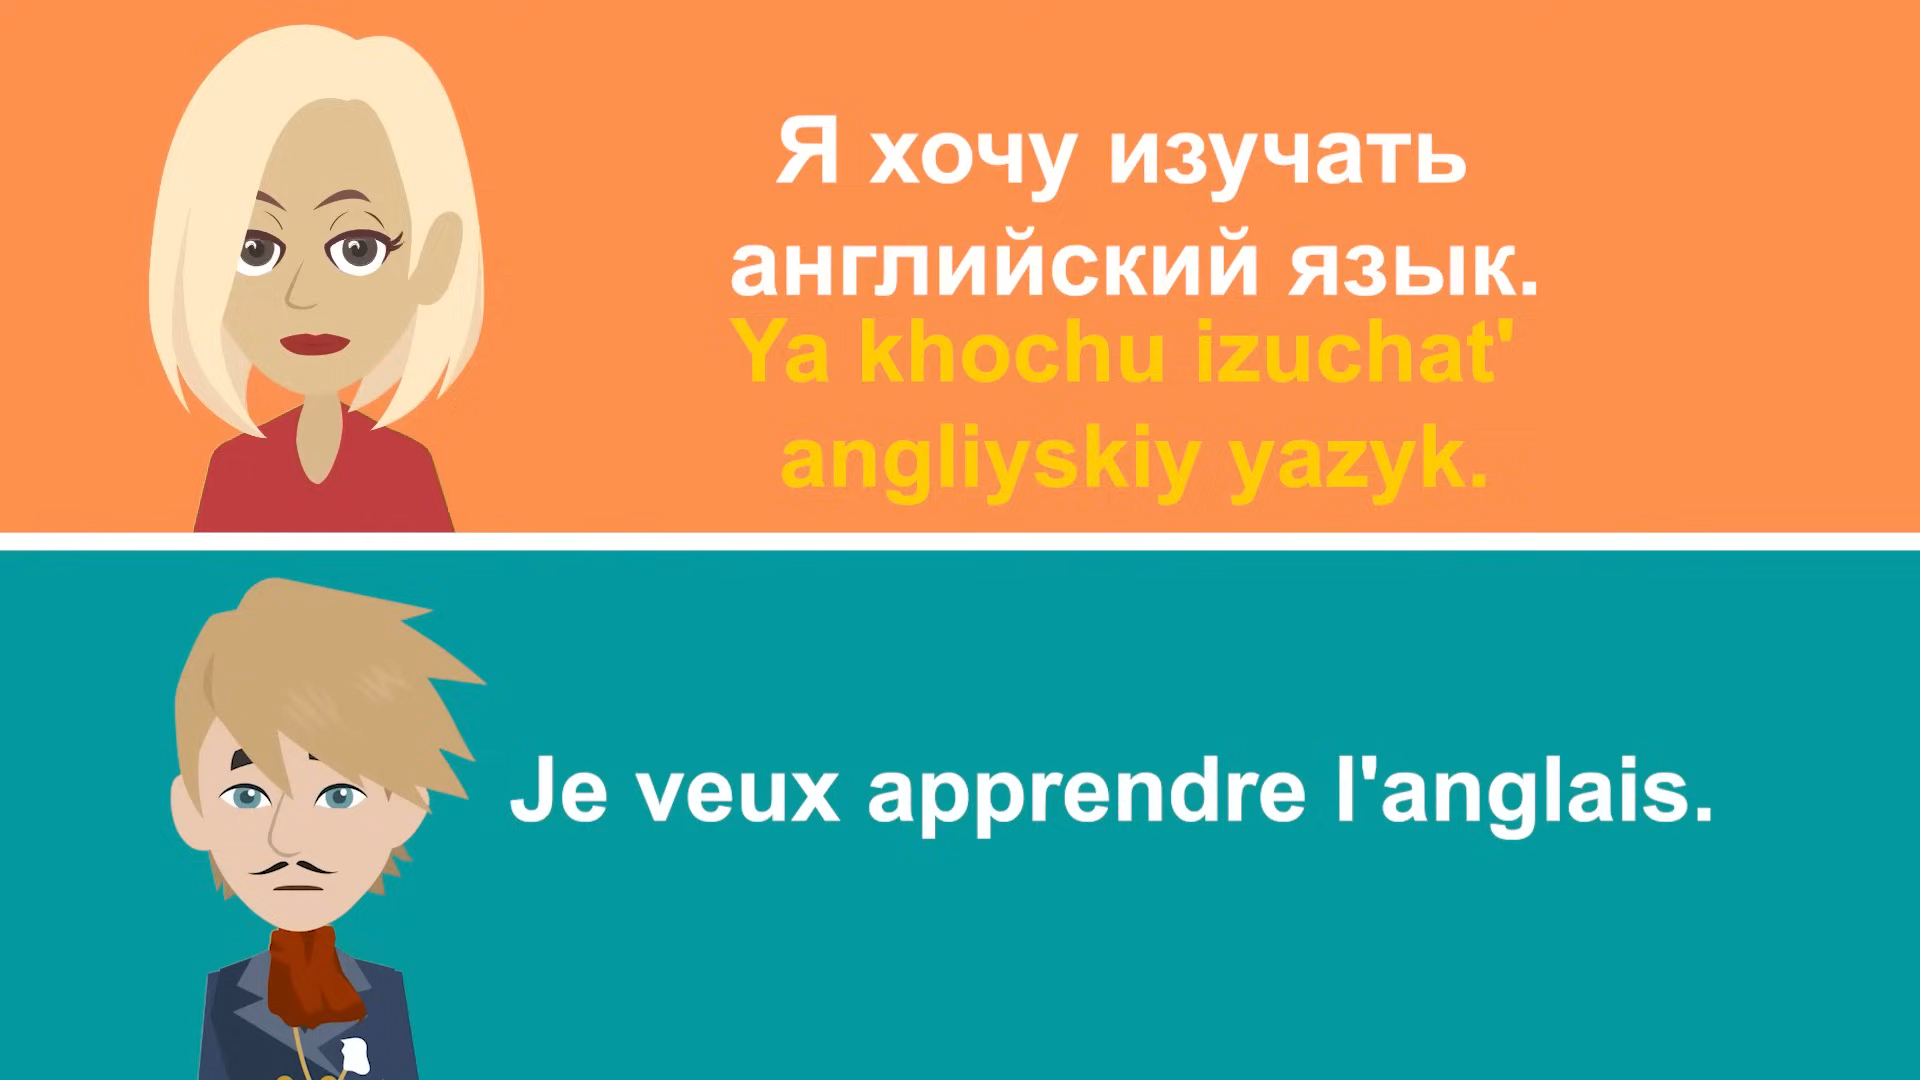 Я хочу изучать
английский язык.
Ya khochu izuchat'
angliyskiy yazyk.
Je veux apprendre l'anglais.